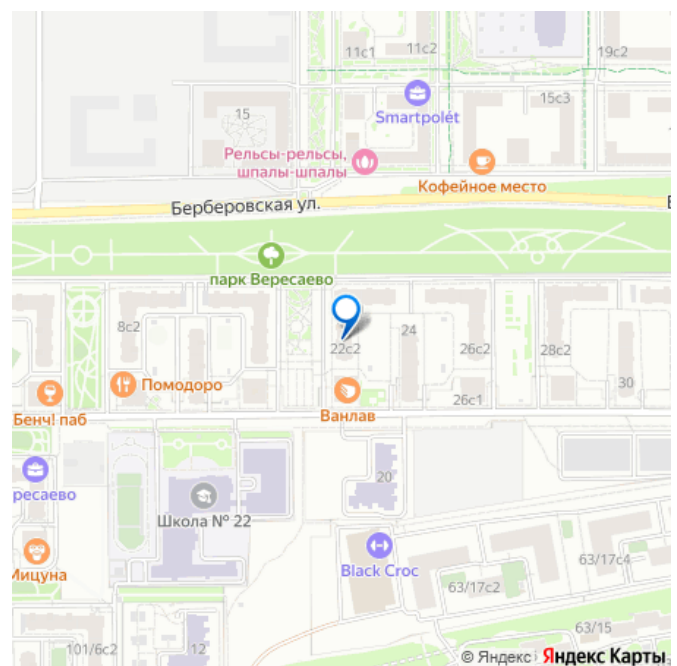 11с1
11с2
19с2
Smartpolét
15с3
15
Рельсы-рельсы,
шпалы-шпалы
Кофейное место
Берберовская ул.
парк Вересаево
8с2
22с2
24
26с2
28с2
30
Помодоро
Бенч! паб
Ванлав
26с1
20
ресаево
Школа № 22
Black Croc
Мицуна
63/17с4
63/17с2
63/15
101/6с2
12
© Яндекс Яндекс Карты